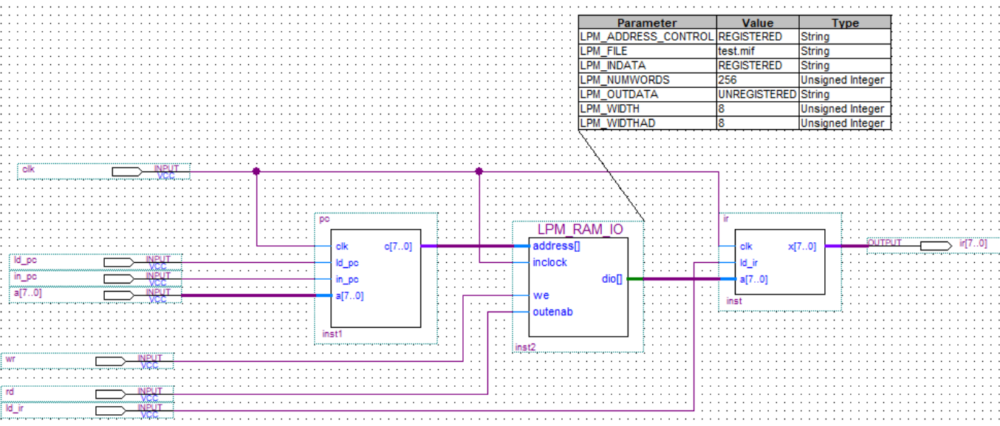 Parameter Value Type
LPM_ADDRESS_CONTROL REGISTERED String
LPM_FILE test.mif String
LPM_INDATA REGISTERED String
LPM_NUMWORDS 256 Unsigned Integer
LPM_OUTDATA UNREGISTERED String
LPM_WIDTH 8 Unsigned Integer
LPM_WIDTHAD 8 Unsigned Integer
clk INPUT
VCC
ld_pc INPUT
VCC
in_pc INPUT
VCC
a[7..0] INPUT
VCC
wr INPUT
VCC
rd INPUT
VCC
ld_ir INPUT
VCC
pc
clk c[7..0]
ld_pc
in_pc
a[7..0]
inst1
LPM_RAM_IO
address[]
inclock
dio[]
we
outenab
inst2
ir
clk x[7..0]
ld_ir
a[7..0]
inst
OUTPUT ir[7..0]